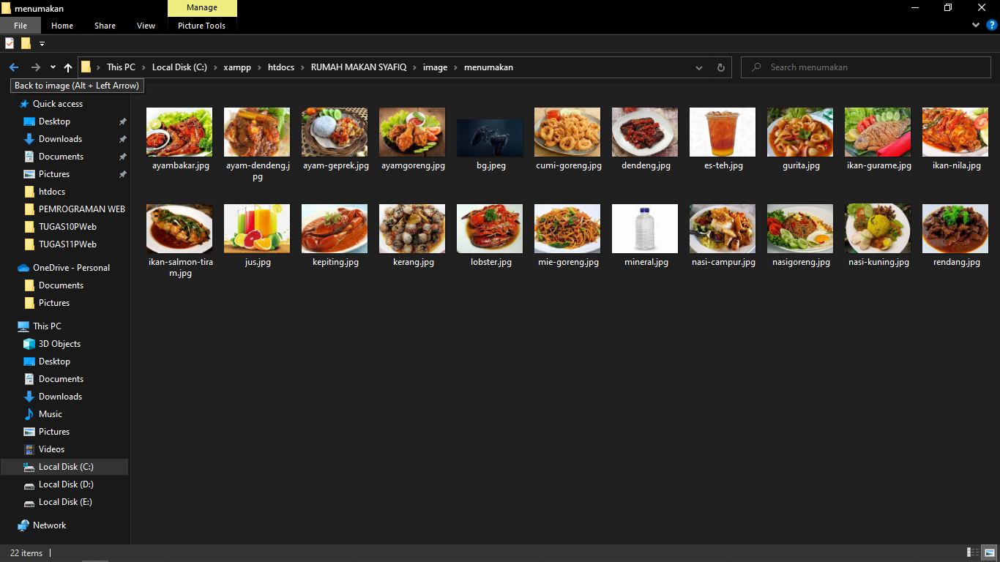 menumakan
Manage
File
Home
Share
View
Picture Tools
This PC
Local Disk (C:)
xampp
htdocs
RUMAH MAKAN SYAFIQ
image
menumakan
Search menumakan
Back to image (Alt + Left Arrow)
Quick access
Desktop
Downloads
Documents
Pictures
htdocs
PEMROGRAMAN WEB
TUGAS10PWeb
TUGAS11PWeb
OneDrive - Personal
Documents
Pictures
This PC
3D Objects
Desktop
Documents
Downloads
Music
Pictures
Videos
Local Disk (C:)
Local Disk (D:)
Local Disk (E:)
Network
ayambakar.jpg
ayam-dendeng.j
pg
ayam-geprek.jpg
ayamgoreng.jpg
bg.jpeg
cumi-goreng.jpg
dendeng.jpg
es-teh.jpg
gurita.jpg
ikan-gurame.jpg
ikan-nila.jpg
ikan-salmon-tira
m.jpg
jus.jpg
kepiting.jpg
kerang.jpg
lobster.jpg
mie-goreng.jpg
mineral.jpg
nasi-campur.jpg
nasigoreng.jpg
nasi-kuning.jpg
rendang.jpg
22 items